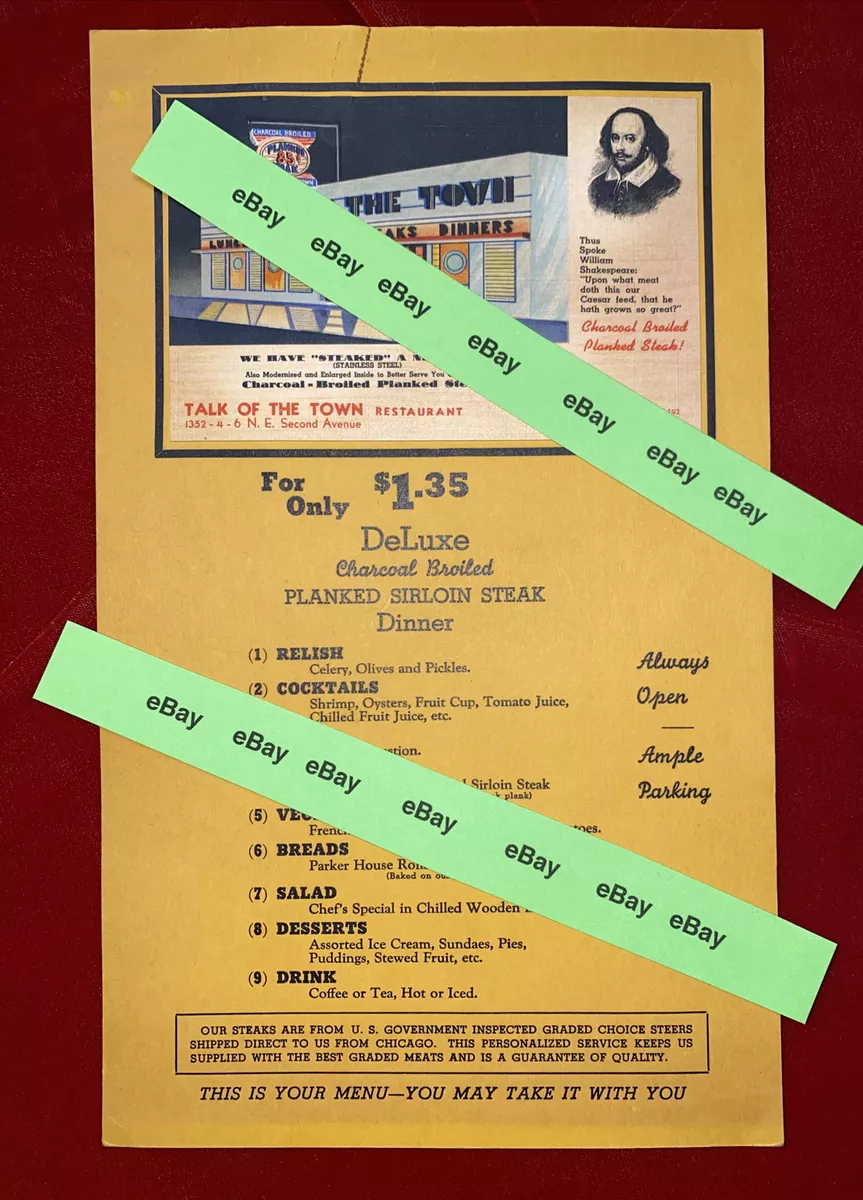 CHARCOAL BROILED
PLANKED
85¢
THE TOWN
DINNERS
Thus
Spoke
William
Shakespeare:
"Upon what meat
doth this our
Caesar feed, that he
hath grown so great?"
Charcoal Broiled
Planked Steak!
WE HAVE "STEAKED" A
(STAINLESS STEEL)
Also Modernized and Enlarged Inside to Better Serve You
Charcoal - Broiled Planked
TALK OF THE TOWN RESTAURANT
1352 - 4 - 6 N. E. Second Avenue
eBay eBay eBay eBay eBay eBay eBay
For Only $1.35
DeLuxe
Charcoal Broiled
PLANKED SIRLOIN STEAK
Dinner
(1) RELISH
Celery, Olives and Pickles.
(2) COCKTAILS
Shrimp, Oysters, Fruit Cup, Tomato Juice,
Chilled Fruit Juice, etc.
Always
Open
Ample
Parking
Sirloin Steak
plank)
(5)
(6) BREADS
Parker House
(Baked on
(7) SALAD
Chef's Special in Chilled Wooden
(8) DESSERTS
Assorted Ice Cream, Sundaes, Pies,
Puddings, Stewed Fruit, etc.
(9) DRINK
Coffee or Tea, Hot or Iced.
eBay eBay eBay eBay eBay eBay eBay
OUR STEAKS ARE FROM U. S. GOVERNMENT INSPECTED GRADED CHOICE STEERS
SHIPPED DIRECT TO US FROM CHICAGO. THIS PERSONALIZED SERVICE KEEPS US
SUPPLIED WITH THE BEST GRADED MEATS AND IS A GUARANTEE OF QUALITY.
THIS IS YOUR MENU—YOU MAY TAKE IT WITH YOU